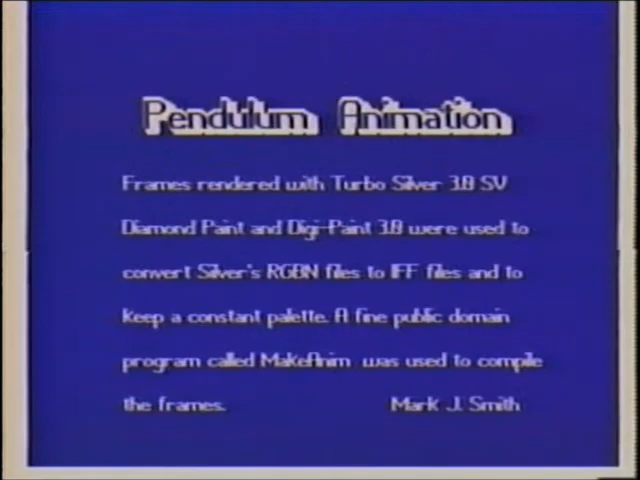 Pendulum Animation
Frames rendered with Turbo Silver 3.0 SV
Diamond Paint and Digi-Paint 3.0 were used to
convert Silver's RGBN files to IFF files and to
keep a constant palette. A fine public domain
program called MakeAnim was used to compile
the frames. Mark J. Smith